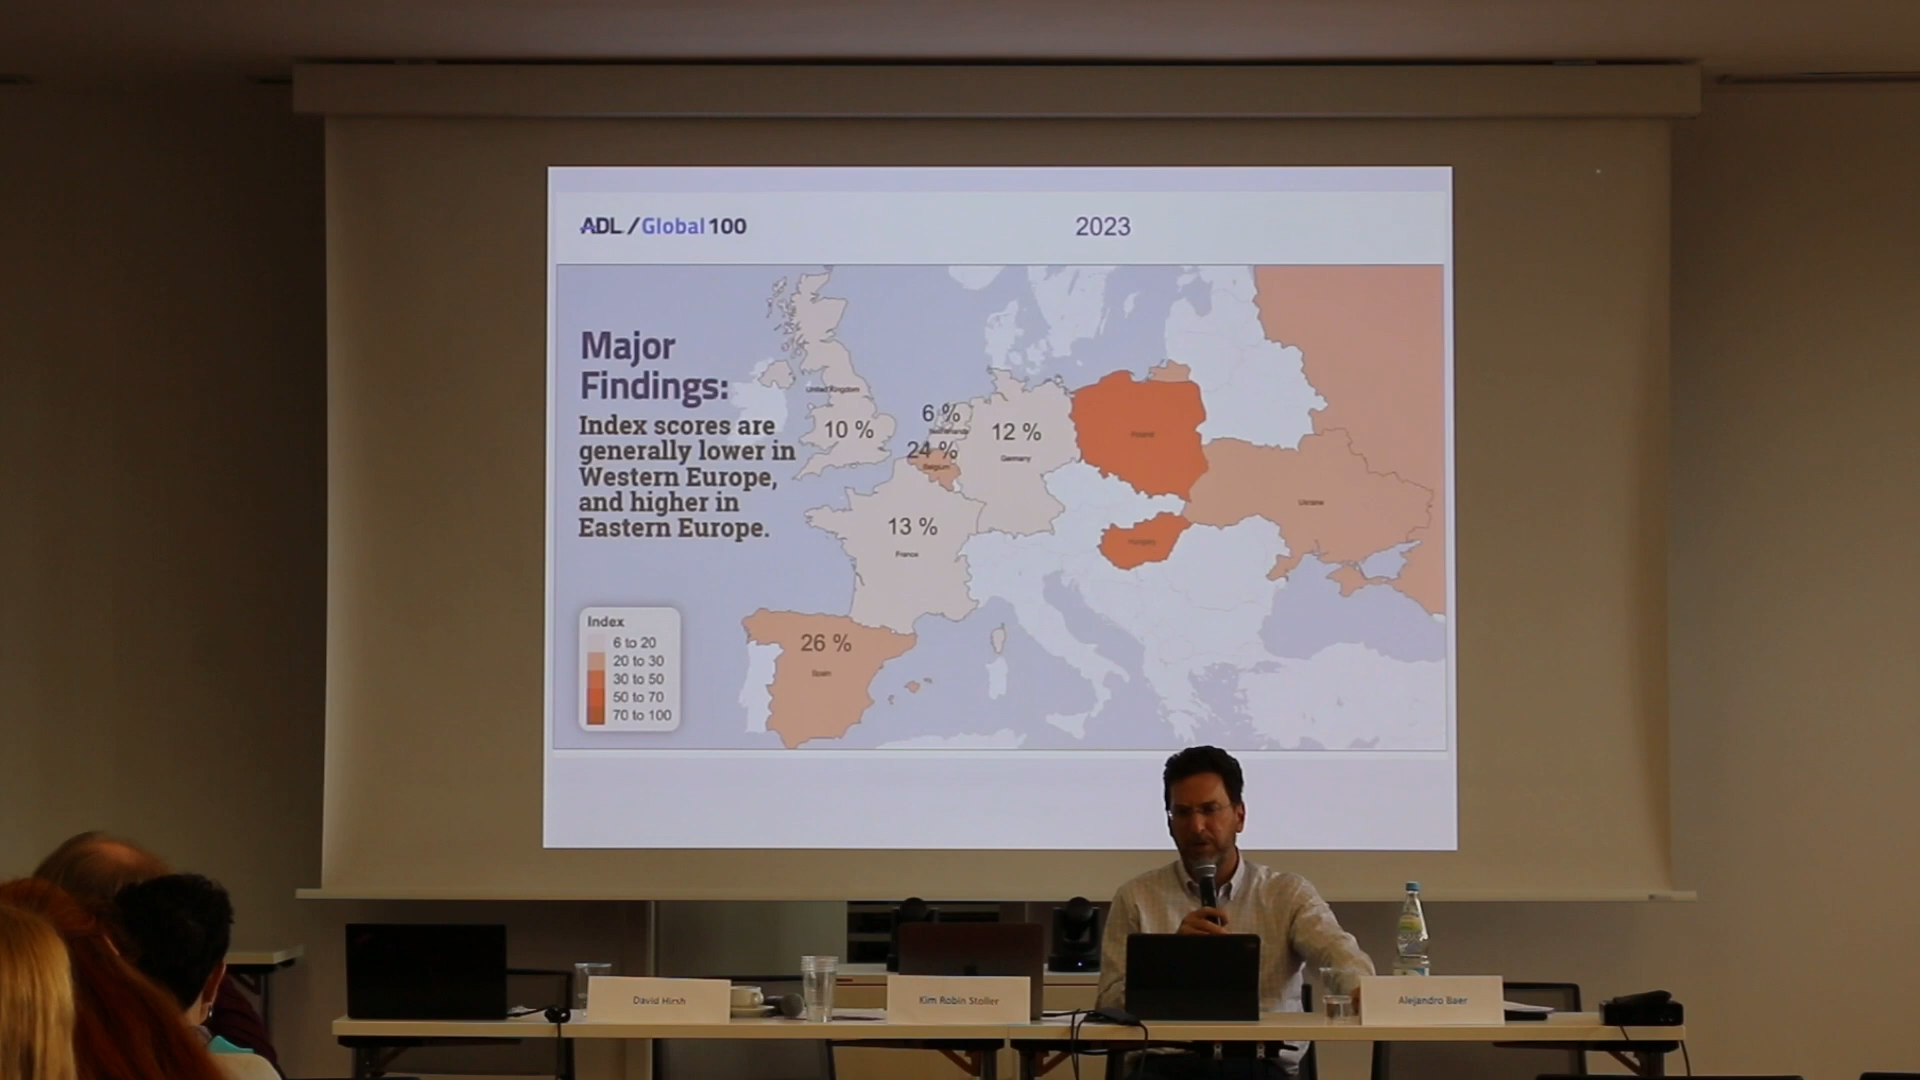 ADL / Global 100
2023
Major
Findings:
Index scores are
generally lower in
Western Europe,
and higher in
Eastern Europe.
United Kingdom
10 %
6 %
Netherlands
24 %
Belgium
12 %
Germany
Poland
Ukraine
13 %
France
Hungary
26 %
Spain
Index
6 to 20
20 to 30
30 to 50
50 to 70
70 to 100
David Hirsh
Kim Robin Stoller
Alejandro Baer